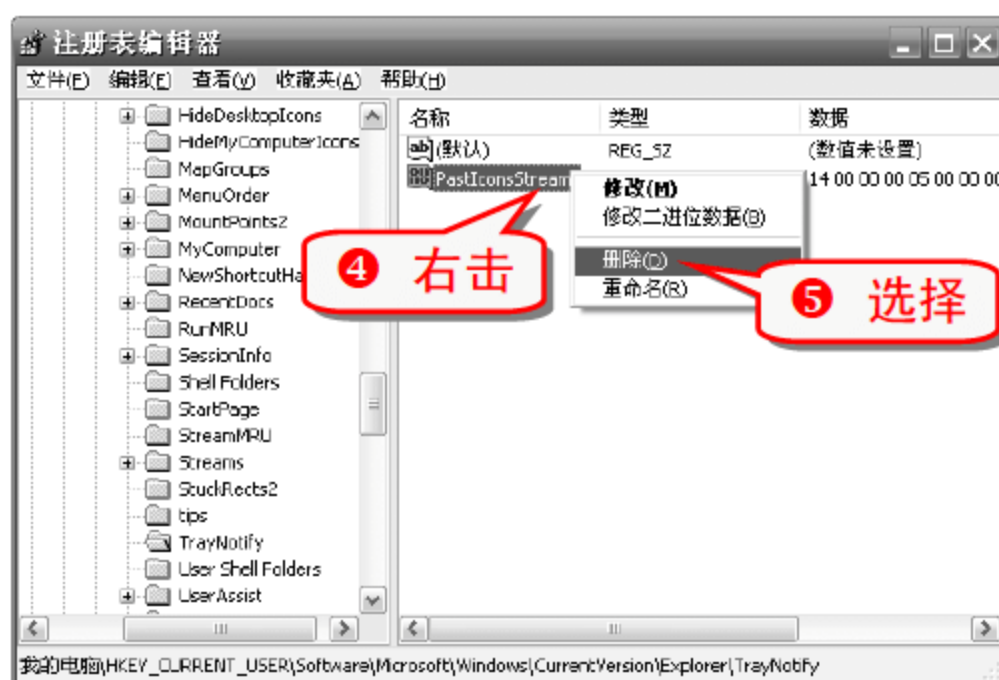 注册表编辑器
文件(F) 编辑(E) 查看(V) 收藏夹(A) 帮助(H)
HideDesktopIcons
HideMyComputerIcons
MapGroups
MenuOrder
MountPoints2
MyComputer
NewShortcutHa
RecentDocs
RunMRU
SessionInfo
Shell Folders
StartPage
StreamMRU
Streams
StuckRects2
tips
TrayNotify
User Shell Folders
UserAssist
名称 类型 数据
ab (默认) REG_SZ (数值未设置)
PastIconsStream 14 00 00 00 05 00 00 00
修改(M)
修改二进位数据(B)
删除(D)
重命名(R)
4 右击
5 选择
我的电脑\HKEY_CURRENT_USER\Software\Microsoft\Windows\CurrentVersion\Explorer\TrayNotify